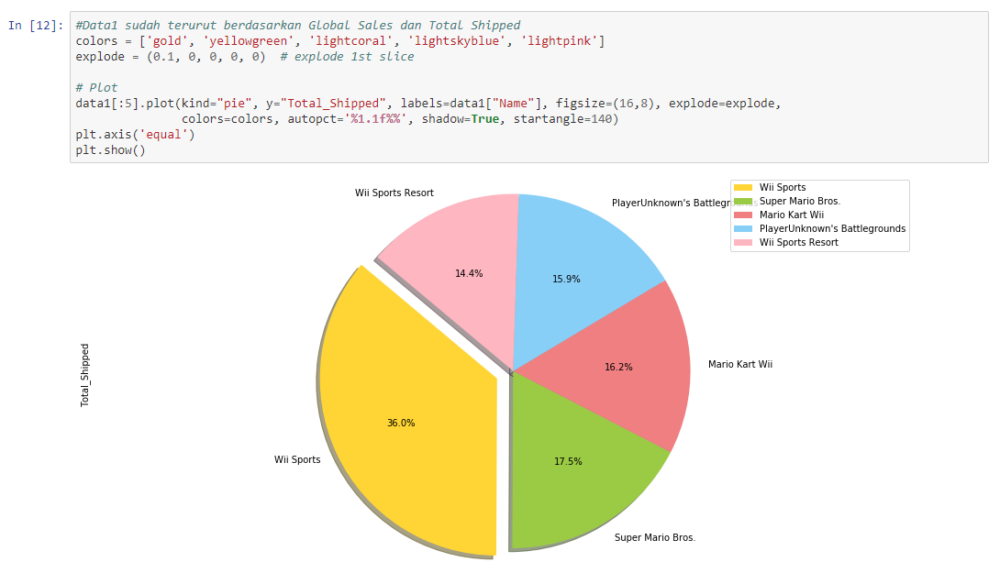 In [12]:
#Data1 sudah terurut berdasarkan Global Sales dan Total Shipped
colors = ['gold', 'yellowgreen', 'lightcoral', 'lightskyblue', 'lightpink']
explode = (0.1, 0, 0, 0, 0)  # explode 1st slice

# Plot
data1[:5].plot(kind="pie", y="Total_Shipped", labels=data1["Name"], figsize=(16,8), explode=explode,
               colors=colors, autopct='%1.1f%%', shadow=True, startangle=140)
plt.axis('equal')
plt.show()
Wii Sports Resort
PlayerUnknown's Battlegrounds
Wii Sports
Super Mario Bros.
Mario Kart Wii
PlayerUnknown's Battlegrounds
Wii Sports Resort
14.4%
15.9%
Total_Shipped
16.2%
Mario Kart Wii
36.0%
Wii Sports
17.5%
Super Mario Bros.